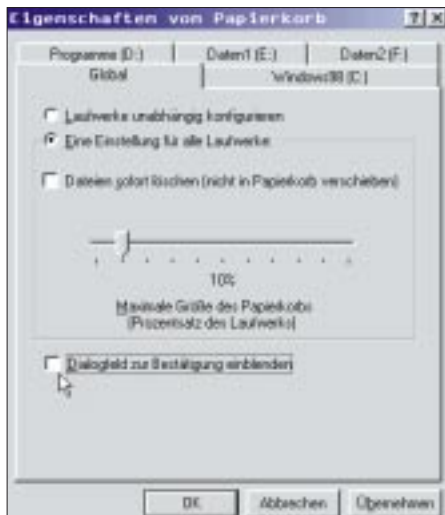 Eigenschaften von Papierkorb
Programme (D:) Daten1 (E:) Daten2 (F:)
Global Windows98 (C:)
Laufwerke unabhängig konfigurieren
Eine Einstellung für alle Laufwerke:
Dateien sofort löschen (nicht in Papierkorb verschieben)
10%
Maximale Größe des Papierkorbs
(Prozentsatz des Laufwerks)
Dialogfeld zur Bestätigung einblenden
OK Abbrechen Übernehmen